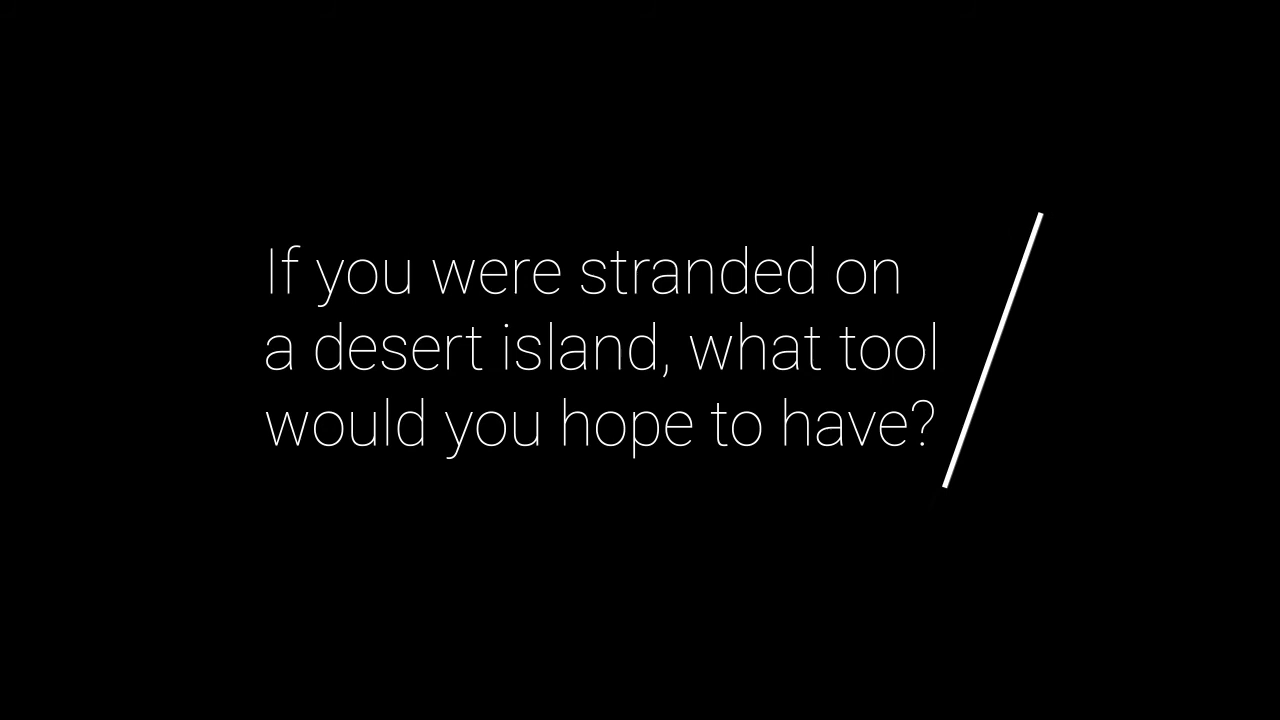 If you were stranded on
a desert island, what tool
would you hope to have?